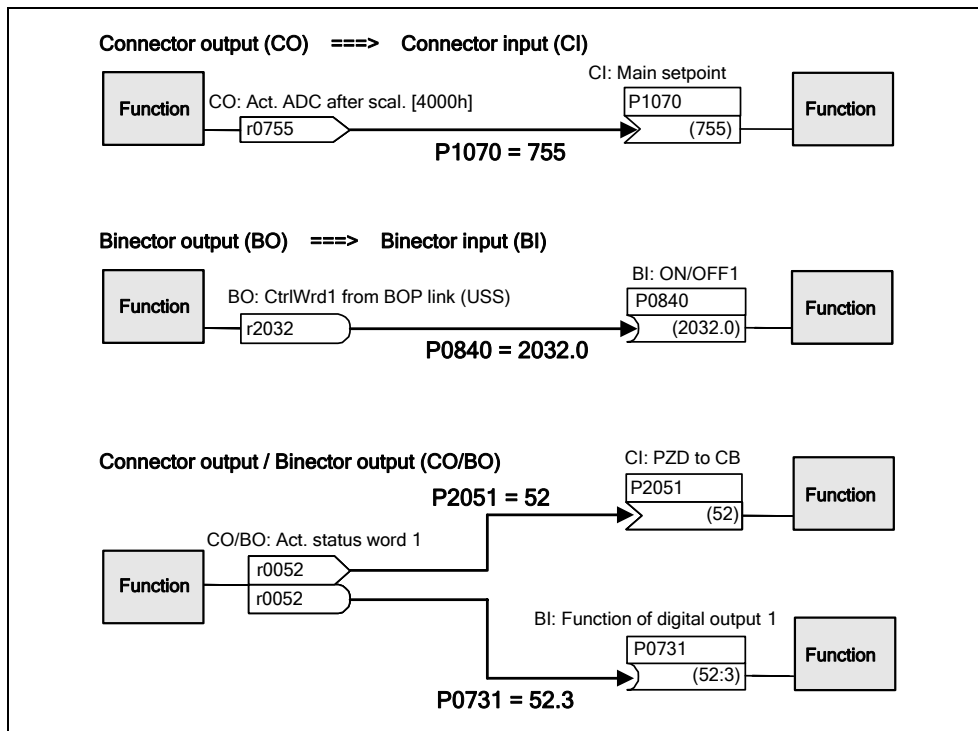 Connector output (CO) ===> Connector input (CI)
CI: Main setpoint
Function
CO: Act. ADC after scal. [4000h]
P1070
Function
r0755
(755)
P1070 = 755
Binector output (BO) ===> Binector input (BI)
BI: ON/OFF1
Function
BO: CtrlWrd1 from BOP link (USS)
P0840
Function
r2032
(2032.0)
P0840 = 2032.0
Connector output / Binector output (CO/BO)
CI: PZD to CB
P2051 = 52
P2051
Function
(52)
CO/BO: Act. status word 1
Function
r0052
r0052
BI: Function of digital output 1
P0731
Function
(52:3)
P0731 = 52.3